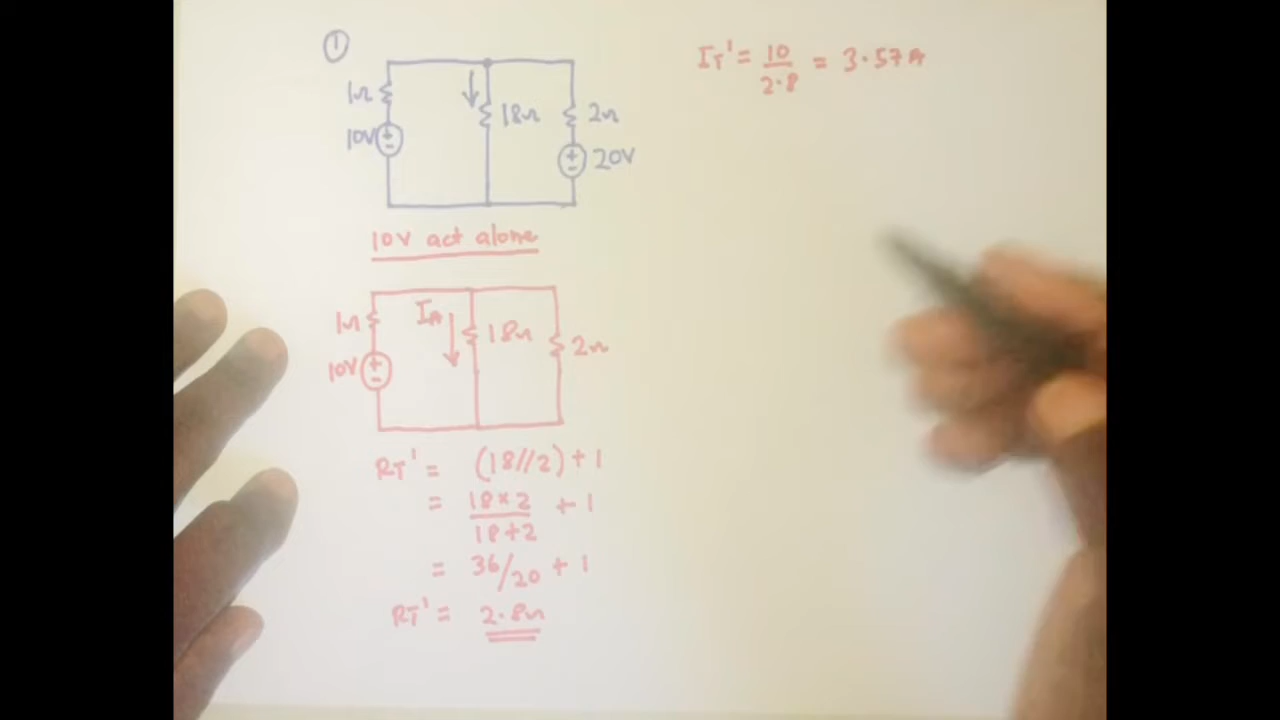 ①
1Ω
10V
18Ω
2Ω
20V
10V act alone
1Ω
10V
IA
18Ω
2Ω
RT' = (18//2) + 1
= 18 × 2 / 18 + 2 + 1
= 36/20 + 1
RT' = 2.8Ω
IT' = 10 / 2.8 = 3.57A